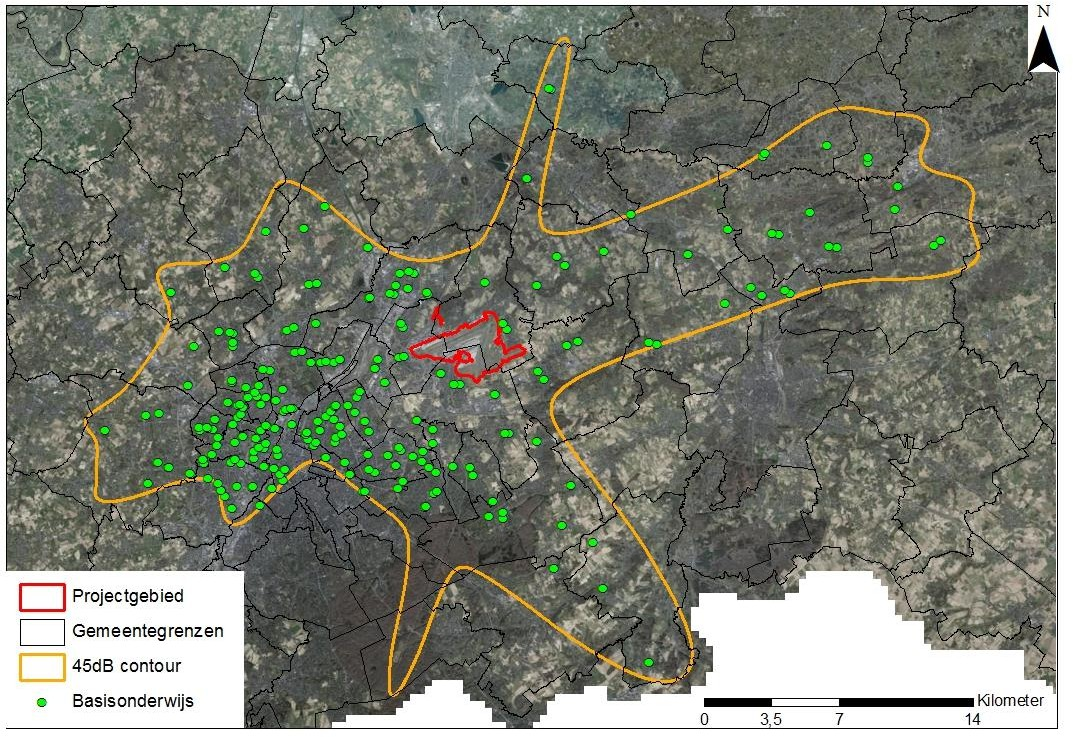 N
Projectgebied
Gemeentegrenzen
45dB contour
Basisonderwijs
Kilometer
0 3,5 7 14